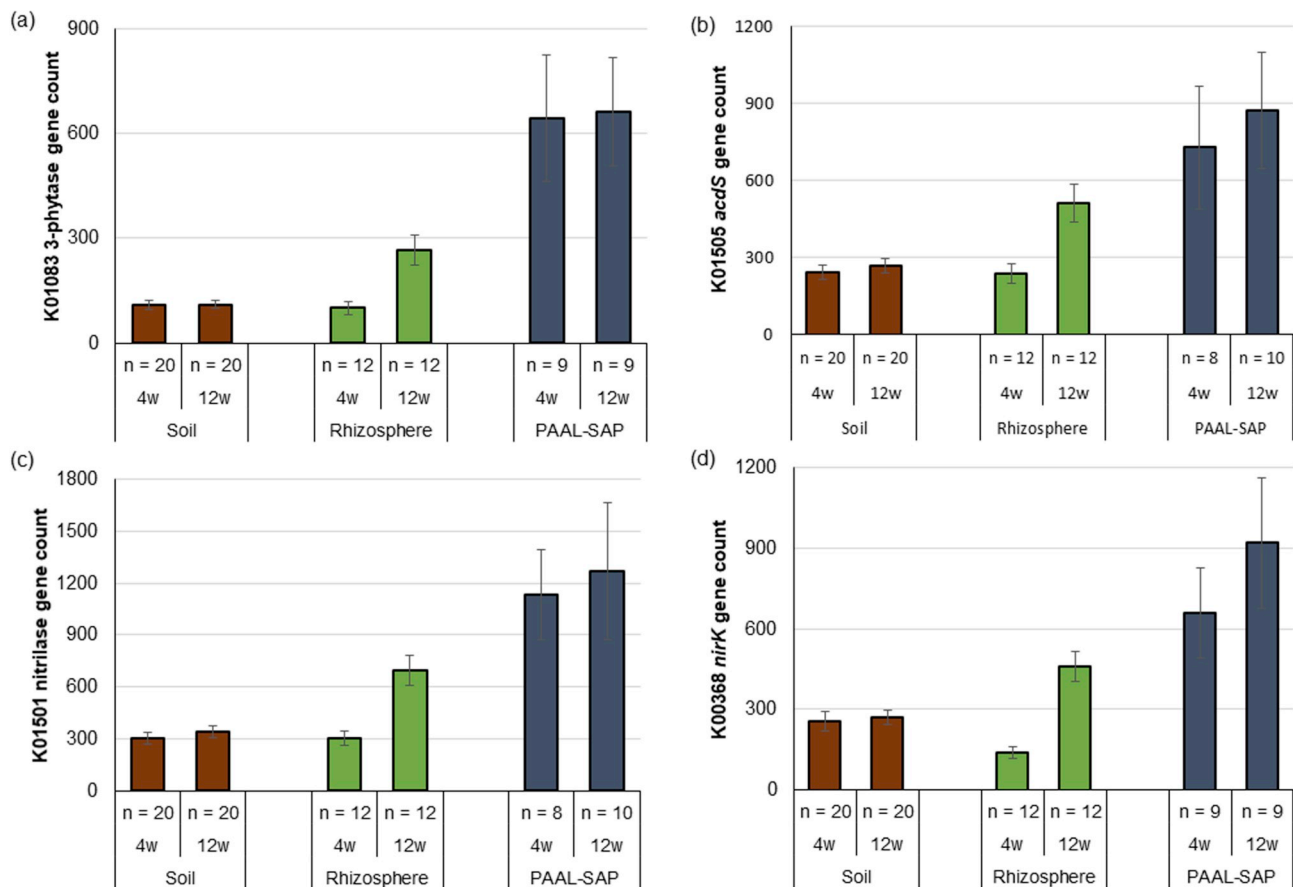 (a)
K01083 3-phytase gene count
900
600
300
0
n = 20 n = 20 n = 12 n = 12 n = 9 n = 9
4w 12w 4w 12w 4w 12w
Soil Rhizosphere PAAL-SAP
(b)
K01505 acdS gene count
1200
900
600
300
0
n = 20 n = 20 n = 12 n = 12 n = 8 n = 10
4w 12w 4w 12w 4w 12w
Soil Rhizosphere PAAL-SAP
(c)
K01501 nitrilase gene count
1800
1500
1200
900
600
300
0
n = 20 n = 20 n = 12 n = 12 n = 8 n = 10
4w 12w 4w 12w 4w 12w
Soil Rhizosphere PAAL-SAP
(d)
K00368 nirK gene count
1200
900
600
300
0
n = 20 n = 20 n = 12 n = 12 n = 9 n = 9
4w 12w 4w 12w 4w 12w
Soil Rhizosphere PAAL-SAP